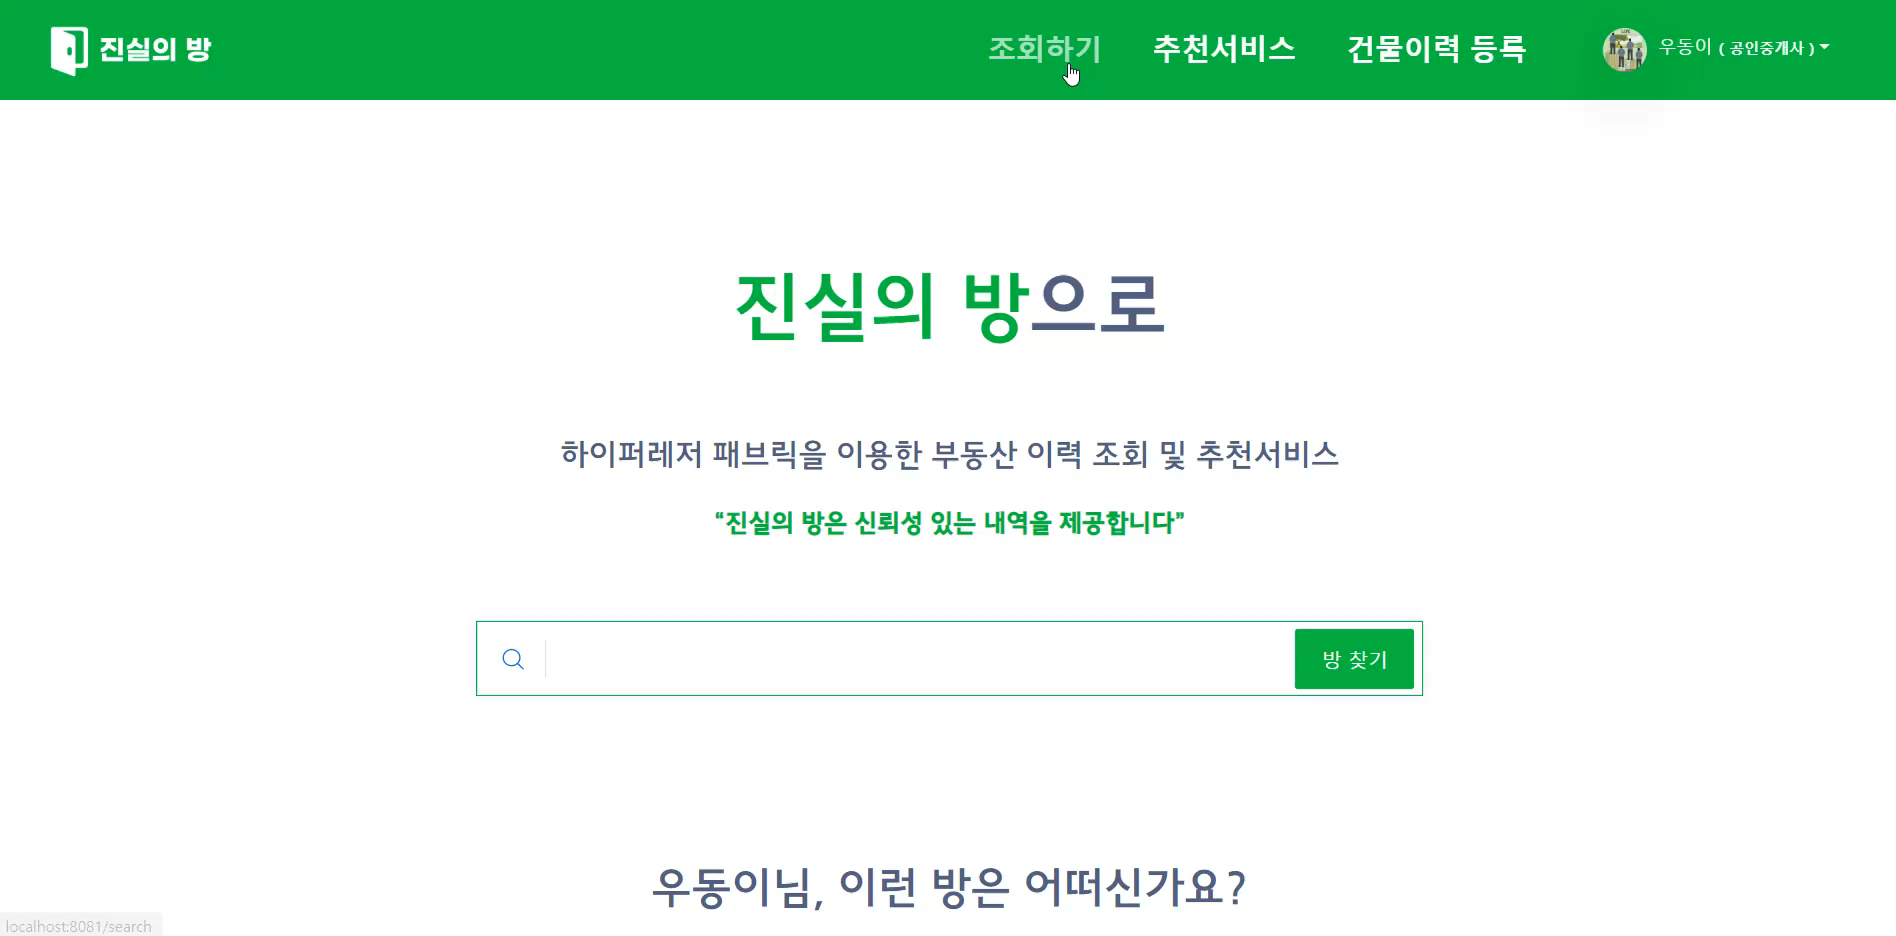 진실의 방
조회하기
추천서비스
건물이력 등록
우동이 ( 공인중개사 )
진실의 방으로
하이퍼레저 패브릭을 이용한 부동산 이력 조회 및 추천서비스
“진실의 방은 신뢰성 있는 내역을 제공합니다”
방 찾기
우동이님, 이런 방은 어떠신가요?
localhost:8081/search